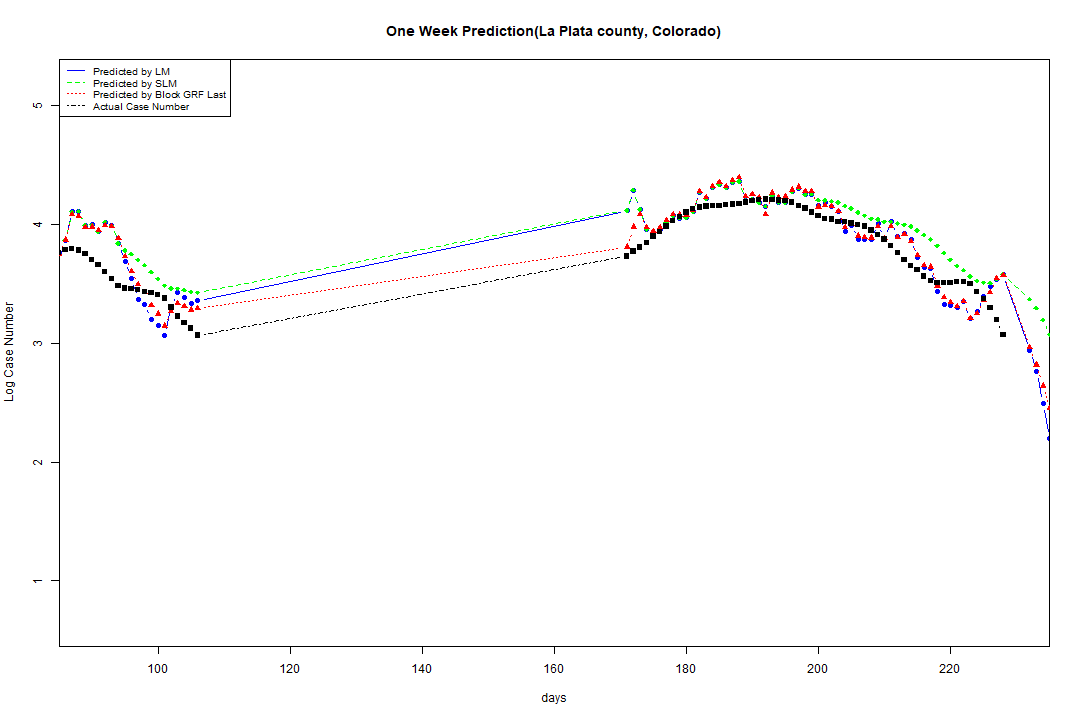 One Week Prediction(La Plata county, Colorado)
Predicted by LM
Predicted by SLM
Predicted by Block GRF Last
Actual Case Number
5
4
3
2
1
Log Case Number
100 120 140 160 180 200 220
days